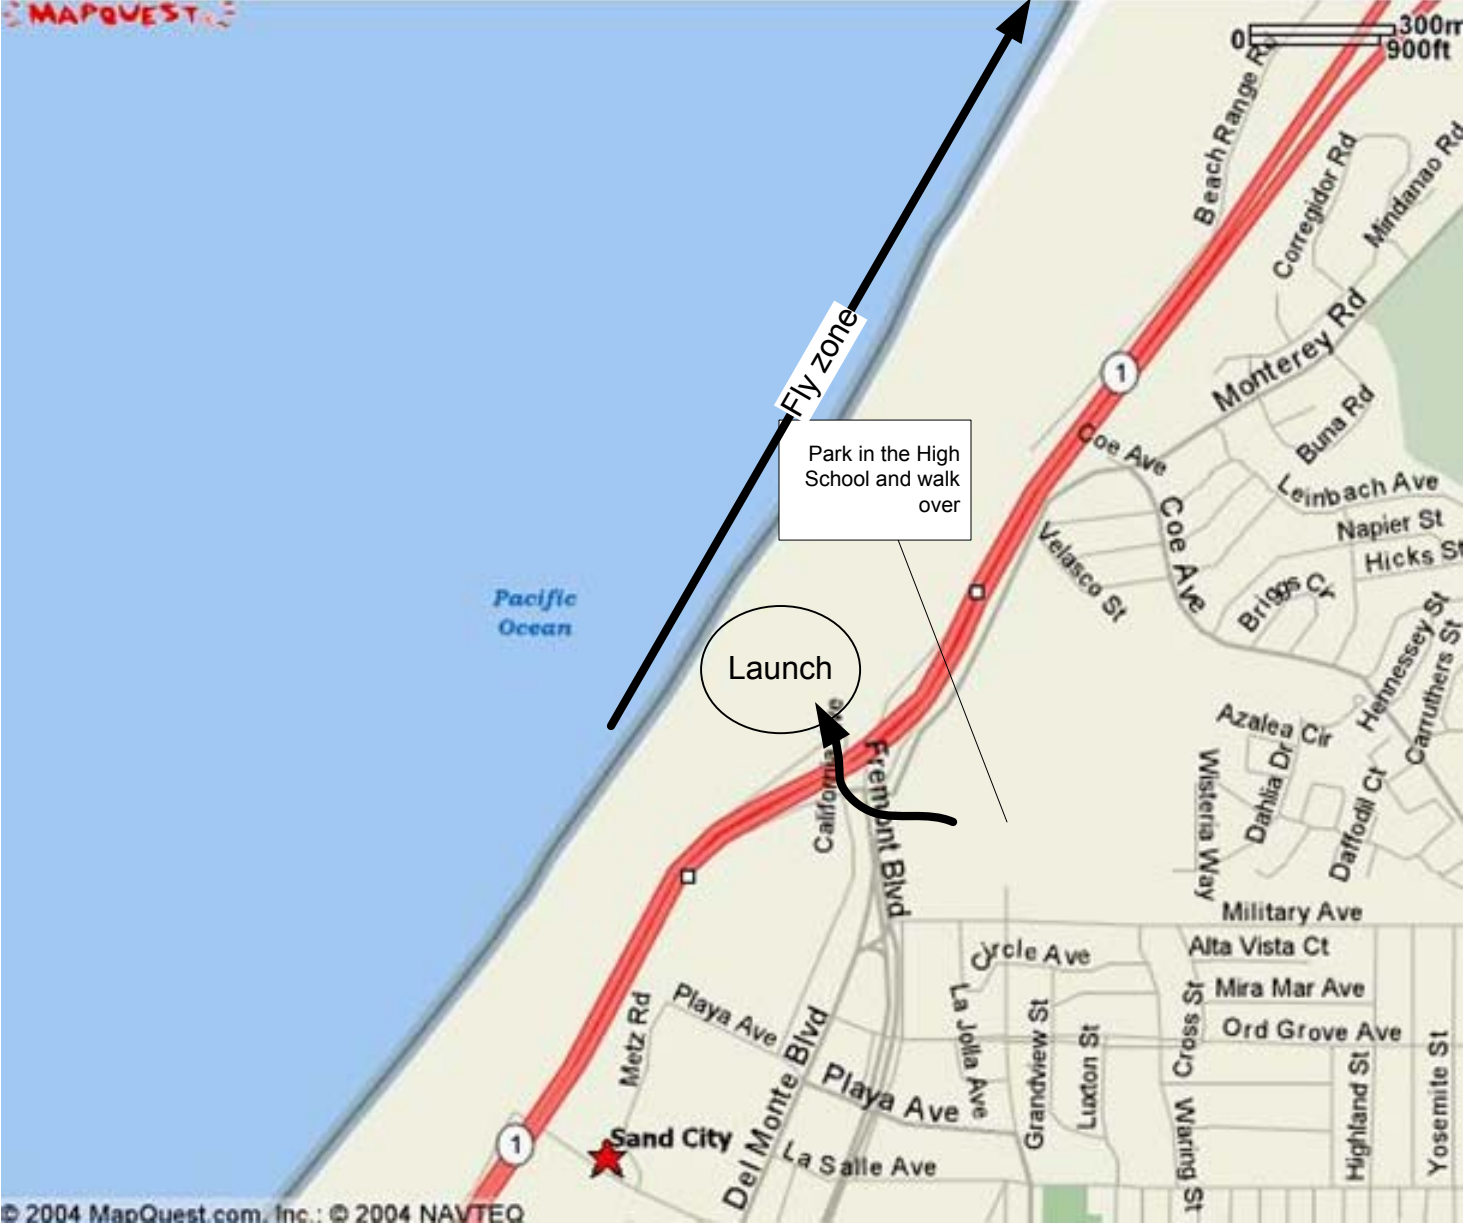 MAPQUEST
0
300m
900ft
Beach Range Rd
Corregidor Rd
Mindanao Rd
Monterey Rd
Fly zone
1
Buna Rd
Coe Ave
Park in the High
School and walk
over
Leinbach Ave
Coe Ave
Napier St
Hicks St
Velasco St
Briggs Cr
Pacific
Ocean
Hennessey St
Carruthers St
Launch
Azalea Cir
Dahlia Dr
Wisteria Way
Daffodil Ct
California Ave
Fremont Blvd
Military Ave
Circle Ave
Alta Vista Ct
Mira Mar Ave
Metz Rd
Playa Ave
La Jolla Ave
Grandview St
Luxton St
Cross St
Ord Grove Ave
Highland St
Yosemite St
Del Monte Blvd
Playa Ave
Waring St
1
Sand City
La Salle Ave
© 2004 MapQuest.com, Inc.; © 2004 NAVTEQ